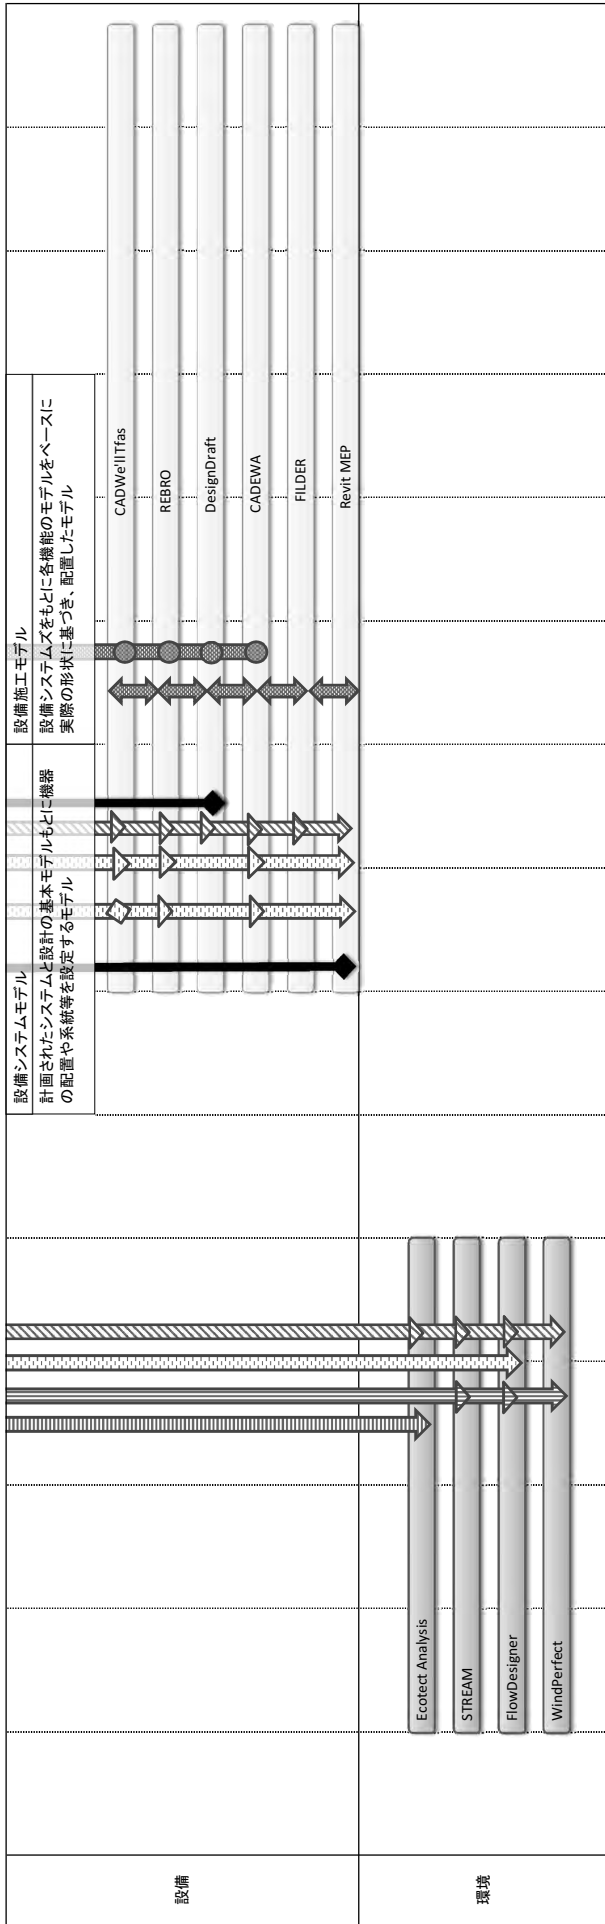 設備
設備システムモデル
計画されたシステムと設計の基本モデルもとに機器
の配置や系統等を設定するモデル
設備施工モデル
設備システムズをもとに各機能のモデルをベースに
実際の形状に基づき、配置したモデル
CADWe'llTfas
REBRO
DesignDraft
CADEWA
FILDER
Revit MEP
環境
Ecotect Analysis
STREAM
FlowDesigner
WindPerfect